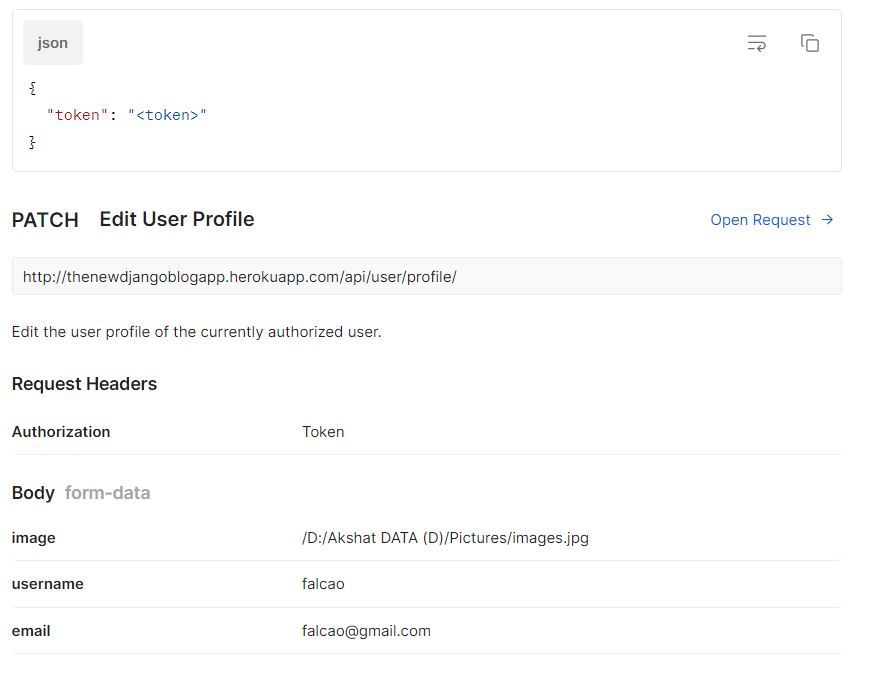 json
{
"token": "<token>"
}
PATCH Edit User Profile Open Request →
http://thenewdjangoblogapp.herokuapp.com/api/user/profile/
Edit the user profile of the currently authorized user.
Request Headers
Authorization Token
Body form-data
image /D:/Akshat DATA (D)/Pictures/images.jpg
username falcao
email falcao@gmail.com